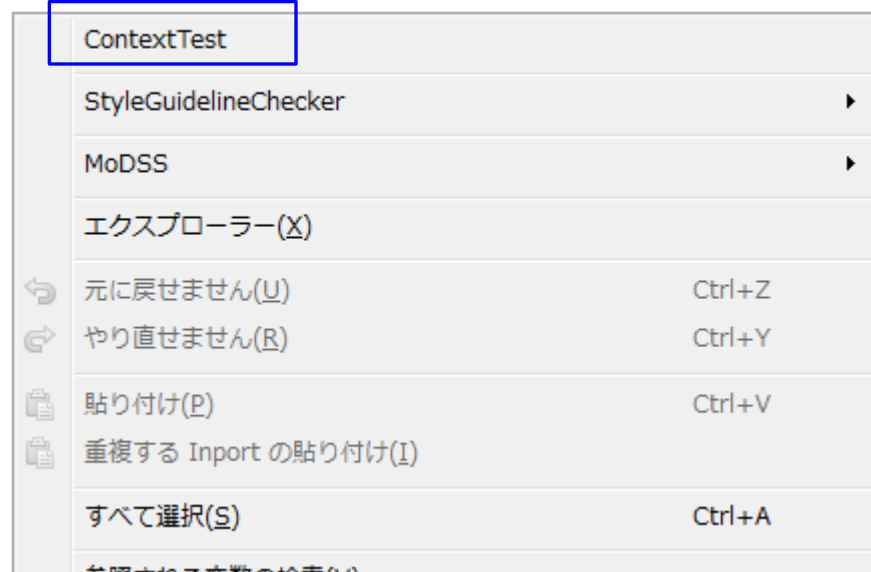 ContextTest
StyleGuidelineChecker
MoDSS
エクスプローラー(X)
元に戻せません(U) Ctrl+Z
やり直せません(R) Ctrl+Y
貼り付け(P) Ctrl+V
重複する Inport の貼り付け(I)
すべて選択(S) Ctrl+A